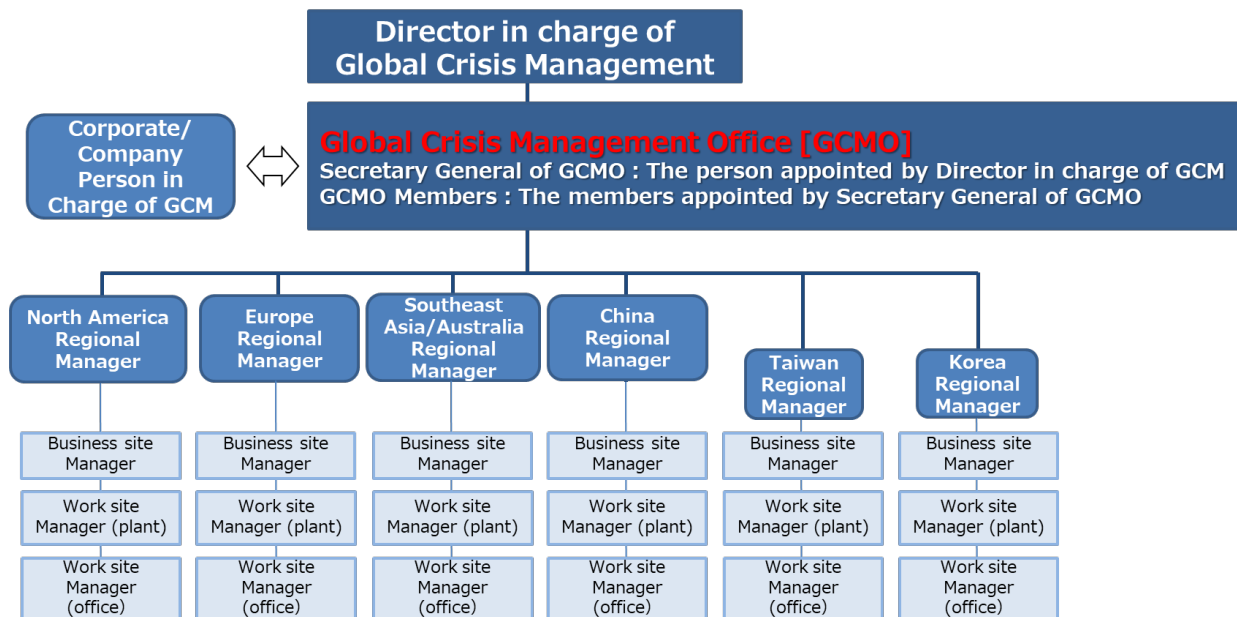 Director in charge of
Global Crisis Management
Corporate/
Company
Person in
Charge of GCM
Global Crisis Management Office [GCMO]
Secretary General of GCMO : The person appointed by Director in charge of GCM
GCMO Members : The members appointed by Secretary General of GCMO
North America
Regional
Manager
Europe
Regional
Manager
Southeast
Asia/Australia
Regional
Manager
China
Regional
Manager
Taiwan
Regional
Manager
Korea
Regional
Manager
Business site
Manager
Business site
Manager
Business site
Manager
Business site
Manager
Business site
Manager
Business site
Manager
Work site
Manager (plant)
Work site
Manager (plant)
Work site
Manager (plant)
Work site
Manager (plant)
Work site
Manager (plant)
Work site
Manager (plant)
Work site
Manager
(office)
Work site
Manager
(office)
Work site
Manager
(office)
Work site
Manager
(office)
Work site
Manager
(office)
Work site
Manager
(office)